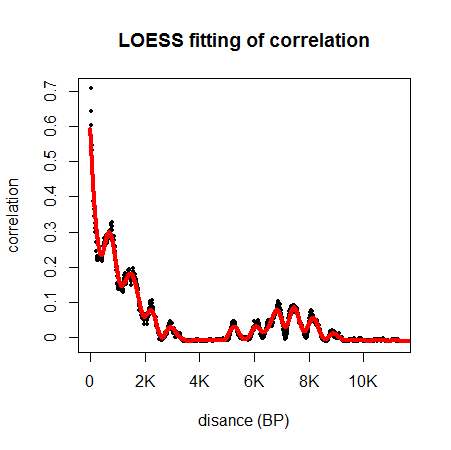 LOESS fitting of correlation
0.7
0.6
0.5
0.4
0.3
0.2
0.1
0
correlation
0 2K 4K 6K 8K 10K
disance (BP)